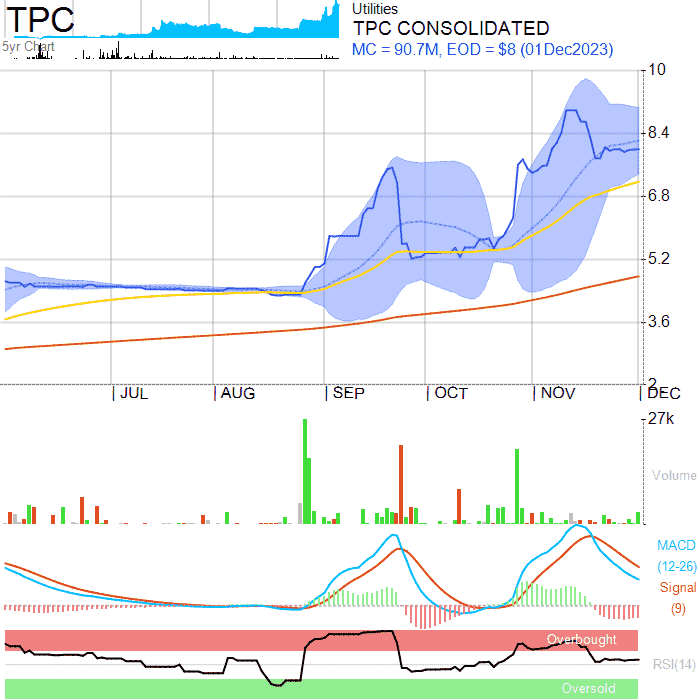 TPC
5yr Chart
Utilities
TPC CONSOLIDATED
MC = 90.7M, EOD = $8 (01Dec2023)
10
8.4
6.8
5.2
3.6
2
JUL
AUG
SEP
OCT
NOV
DEC
27k
Volume
MACD
(12-26)
Signal
(9)
Overbought
RSI(14)
Oversold